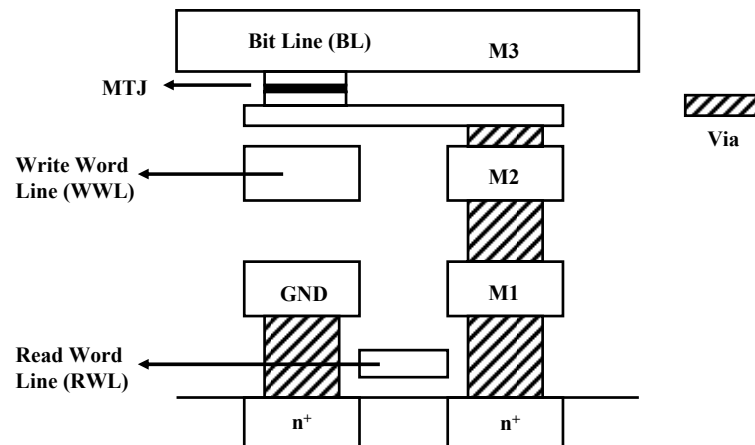 Bit Line (BL)
M3
MTJ
Via
Write Word
Line (WWL)
M2
GND
M1
Read Word
Line (RWL)
n⁺
n⁺